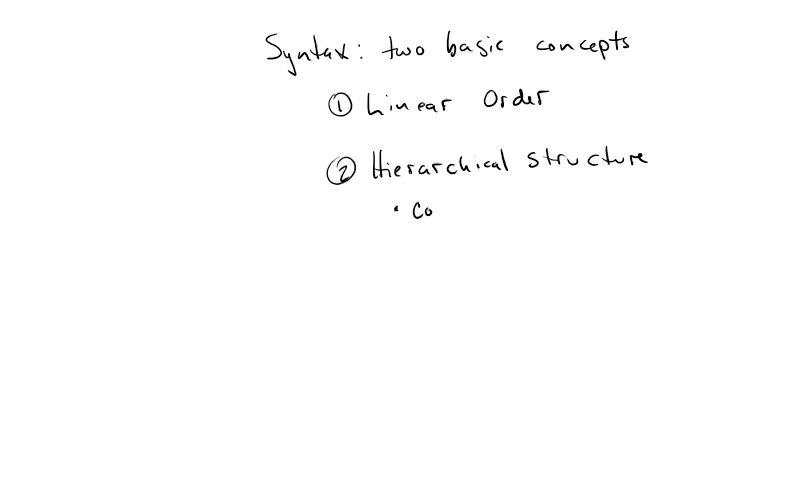 Syntax: two basic concepts
① Linear Order
② Hierarchical structure
• Co